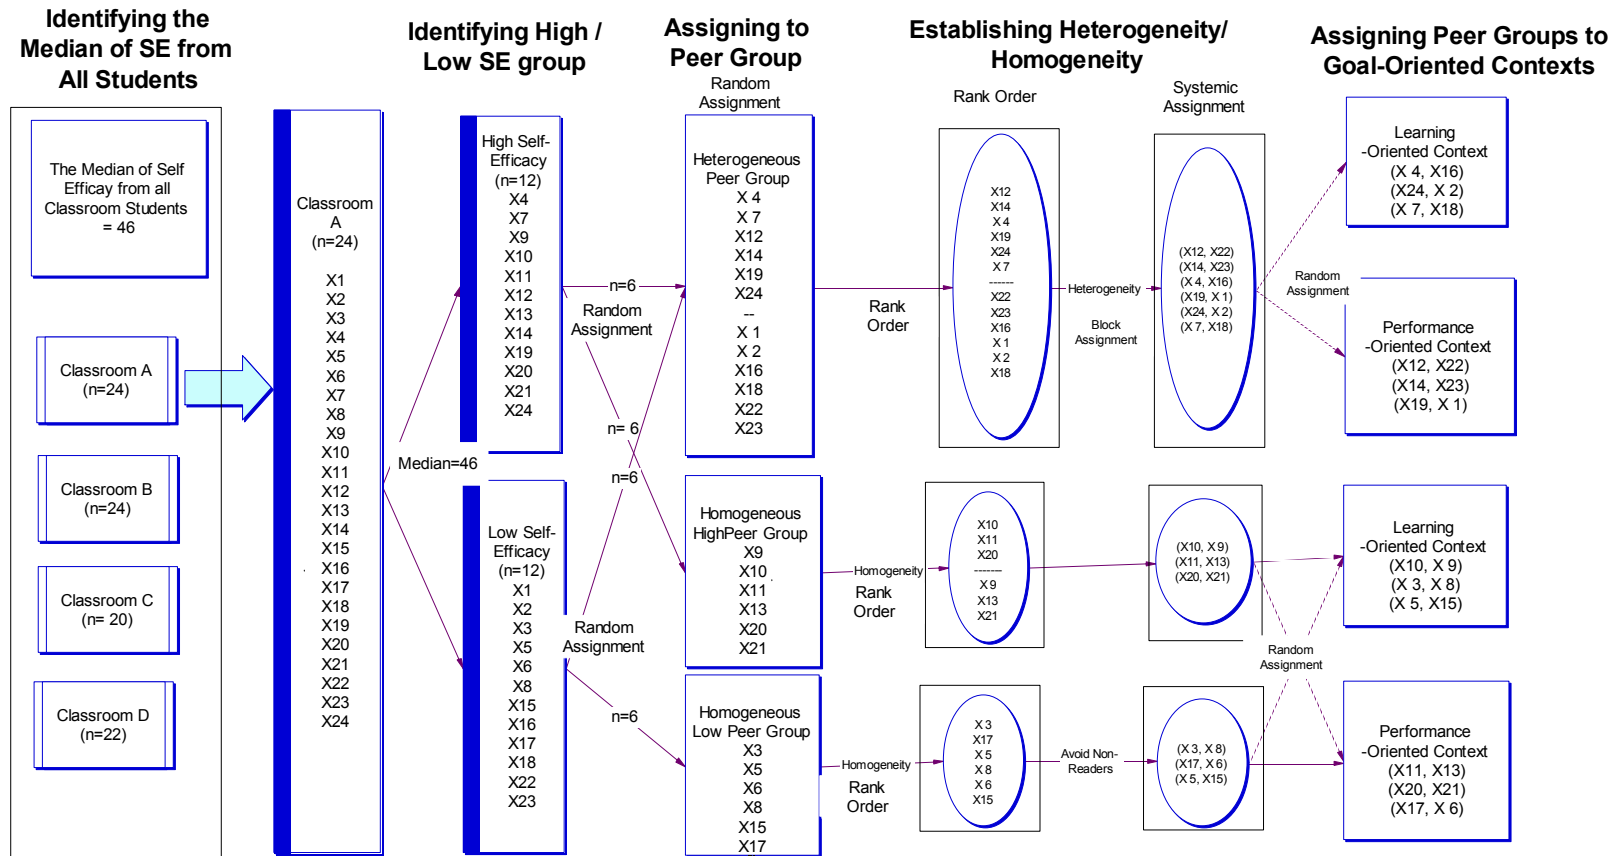 Identifying the
Median of SE from
All Students
Identifying High /
Low SE group
Assigning to
Peer Group
Establishing Heterogeneity/
Homogeneity
Assigning Peer Groups to
Goal-Oriented Contexts
The Median of Self
Efficay from all
Classroom Students
= 46
Classroom A
(n=24)
Classroom B
(n=24)
Classroom C
(n= 20)
Classroom D
(n=22)
Classroom
A
(n=24)
X1
X2
X3
X4
X5
X6
X7
X8
X9
X10
X11
X12
X13
X14
X15
X16
X17
X18
X19
X20
X21
X22
X23
X24
Median=46
High Self-
Efficacy
(n=12)
X4
X7
X9
X10
X11
X12
X13
X14
X19
X20
X21
X24
Low Self-
Efficacy
(n=12)
X1
X2
X3
X5
X6
X8
X15
X16
X17
X18
X22
X23
n=6
Random
Assignment
n= 6
n=6
Random
Assignment
n=6
Random
Assignment
Heterogeneous
Peer Group
X 4
X 7
X12
X14
X19
X24
--
X 1
X 2
X16
X18
X22
X23
Homogeneous
HighPeer Group
X9
X10
X11
X13
X20
X21
Homogeneous
Low Peer Group
X3
X5
X6
X8
X15
X17
Rank
Order
Homogeneity
Rank
Order
Homogeneity
Rank
Order
Rank Order
X12
X14
X 4
X19
X24
X 7
------
X22
X23
X16
X 1
X 2
X18
X10
X11
X20
-------
X 9
X13
X21
X 3
X17
X 5
X 8
X 6
X15
Heterogeneity
Block
Assignment
Avoid Non-
Readers
Systemic
Assignment
(X12, X22)
(X14, X23)
(X 4, X16)
(X19, X 1)
(X24, X 2)
(X 7, X18)
(X10, X 9)
(X11, X13)
(X20, X21)
(X 3, X 8)
(X17, X 6)
(X 5, X15)
Random
Assignment
Random
Assignment
Learning
-Oriented Context
(X 4, X16)
(X24, X 2)
(X 7, X18)
Performance
-Oriented Context
(X12, X22)
(X14, X23)
(X19, X 1)
Learning
-Oriented Context
(X10, X 9)
(X 3, X 8)
(X 5, X15)
Performance
-Oriented Context
(X11, X13)
(X20, X21)
(X17, X 6)